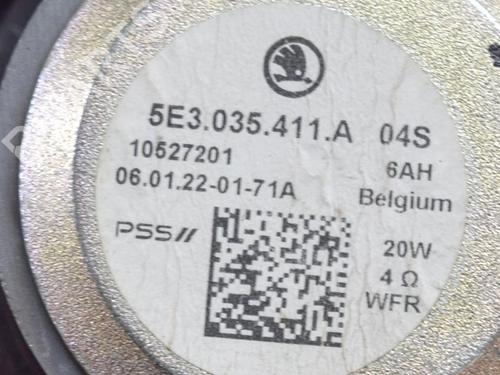 5E3.035.411.A 04S
10527201 6AH
06.01.22-01-71A Belgium
PSS// 20W
4 Ω
WFR